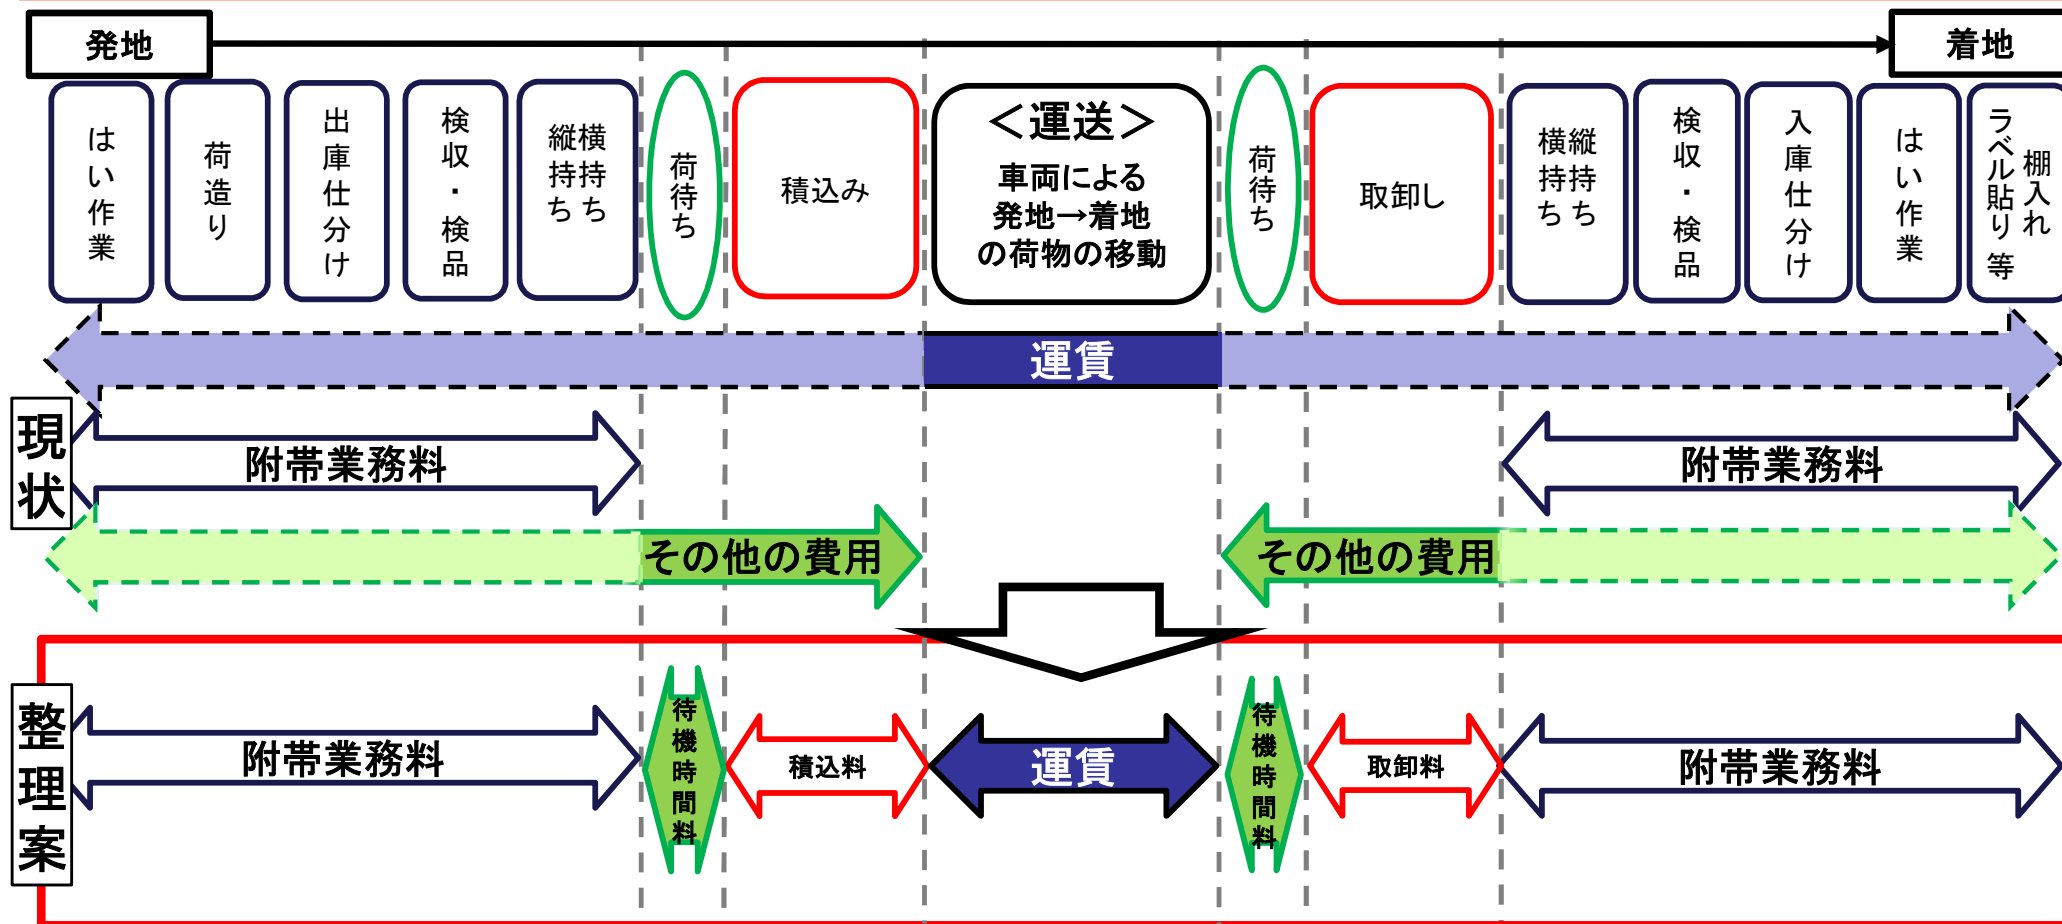 発地
着地
はい作業
荷造り
出庫仕分け
検収・検品
横持ち
縦持ち
荷待ち
積込み
＜運送＞
車両による
発地→着地
の荷物の移動
荷待ち
取卸し
縦持ち
横持ち
検収・検品
入庫仕分け
はい作業
棚入れ
ラベル貼り 等
運賃
現状
附帯業務料
附帯業務料
その他の費用
その他の費用
整理案
附帯業務料
待機時間料
積込料
運賃
待機時間料
取卸料
附帯業務料